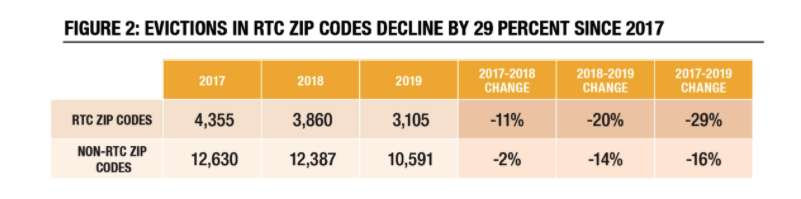 FIGURE 2: EVICTIONS IN RTC ZIP CODES DECLINE BY 29 PERCENT SINCE 2017
2017 2018 2019 2017-2018 CHANGE 2018-2019 CHANGE 2017-2019 CHANGE
RTC ZIP CODES 4,355 3,860 3,105 -11% -20% -29%
NON-RTC ZIP CODES 12,630 12,387 10,591 -2% -14% -16%